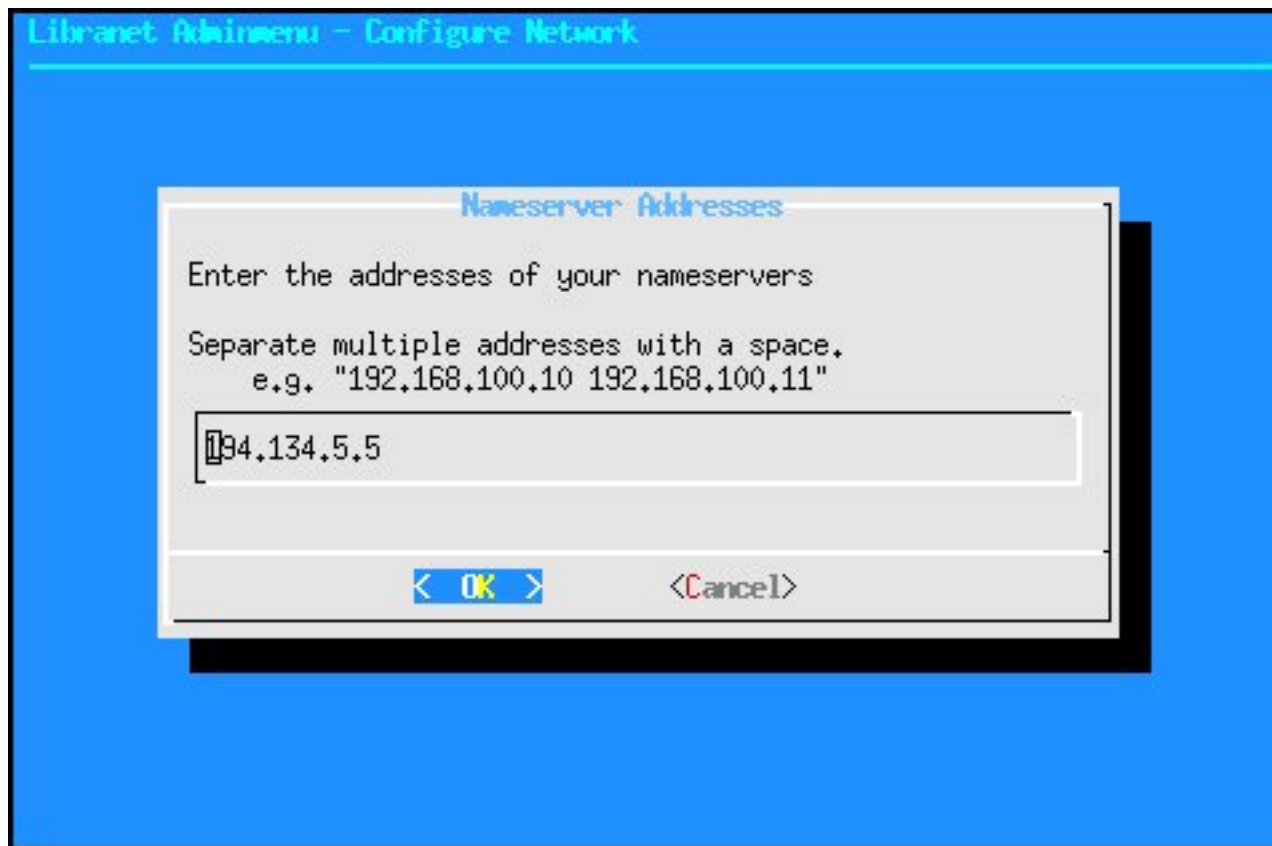 Libranet Adminmenu - Configure Network
Nameserver Addresses
Enter the addresses of your nameservers
Separate multiple addresses with a space.
e.g. "192.168.100.10 192.168.100.11"
194.134.5.5
< OK > <Cancel>